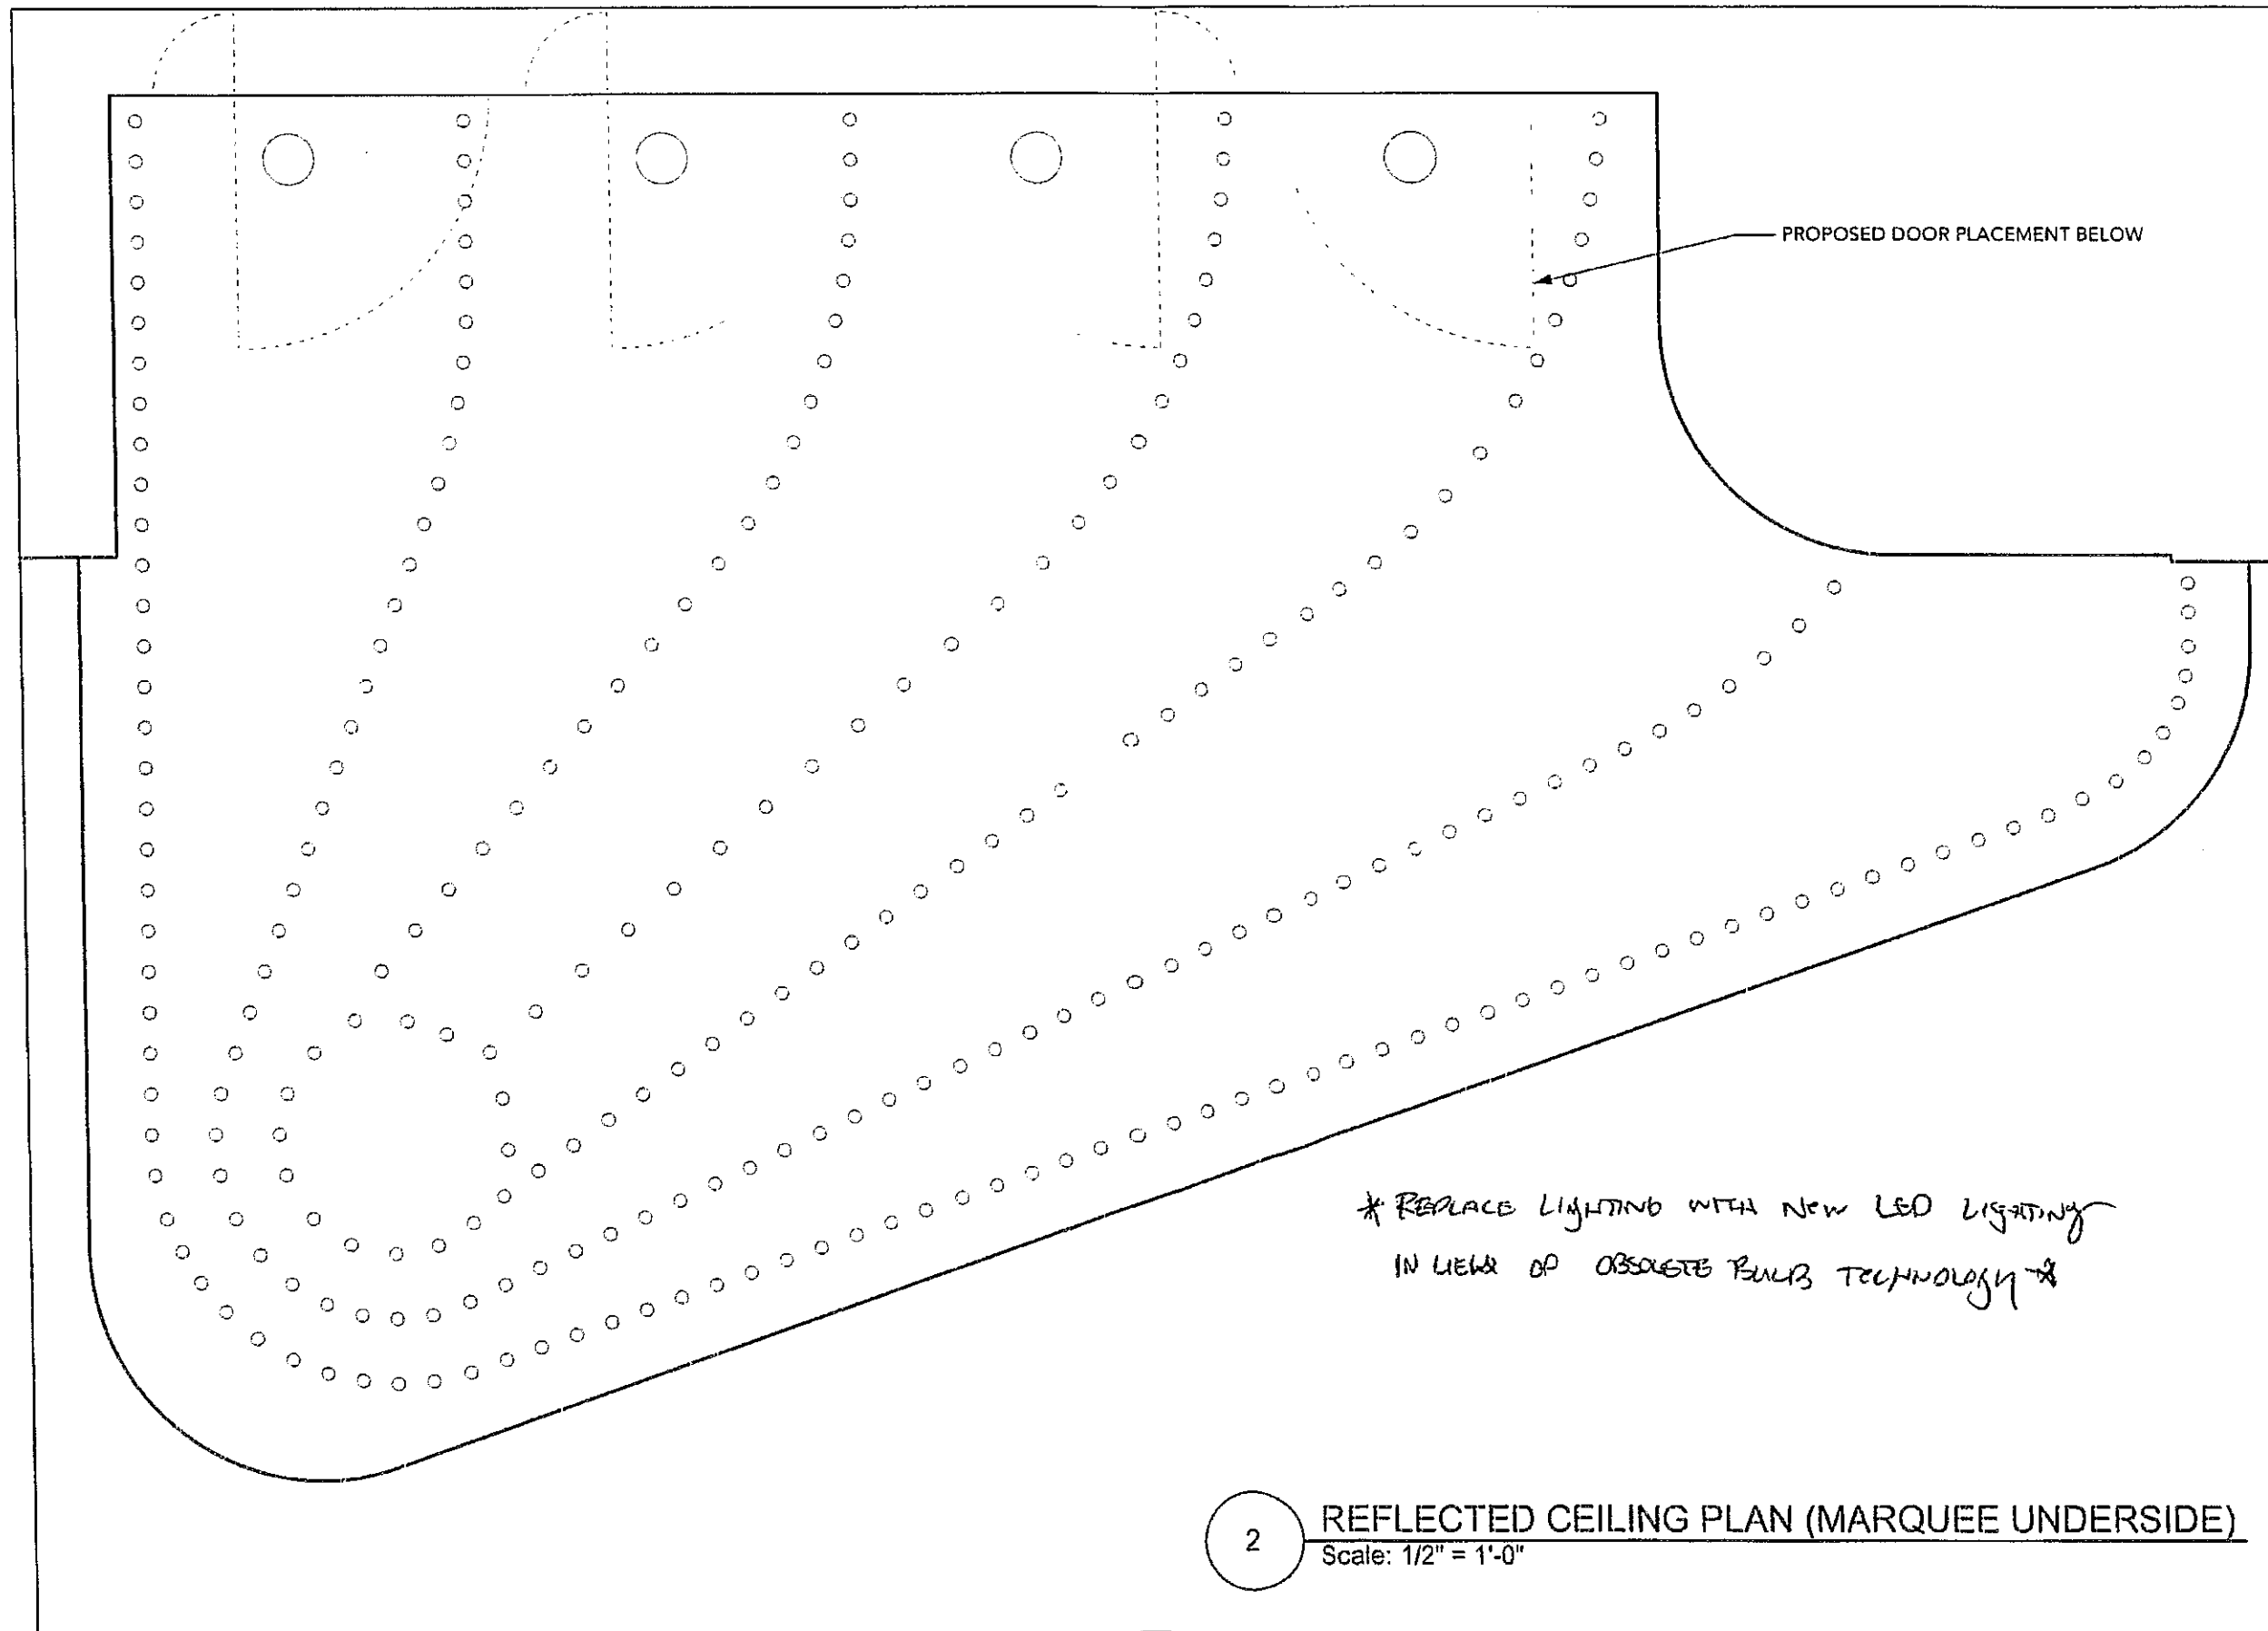 PROPOSED DOOR PLACEMENT BELOW
* REPLACE LIGHTING WITH NEW LED LIGHTING
IN LIEU OF OBSOLETE BULB TECHNOLOGY *
2
REFLECTED CEILING PLAN (MARQUEE UNDERSIDE)
Scale: 1/2" = 1'-0"